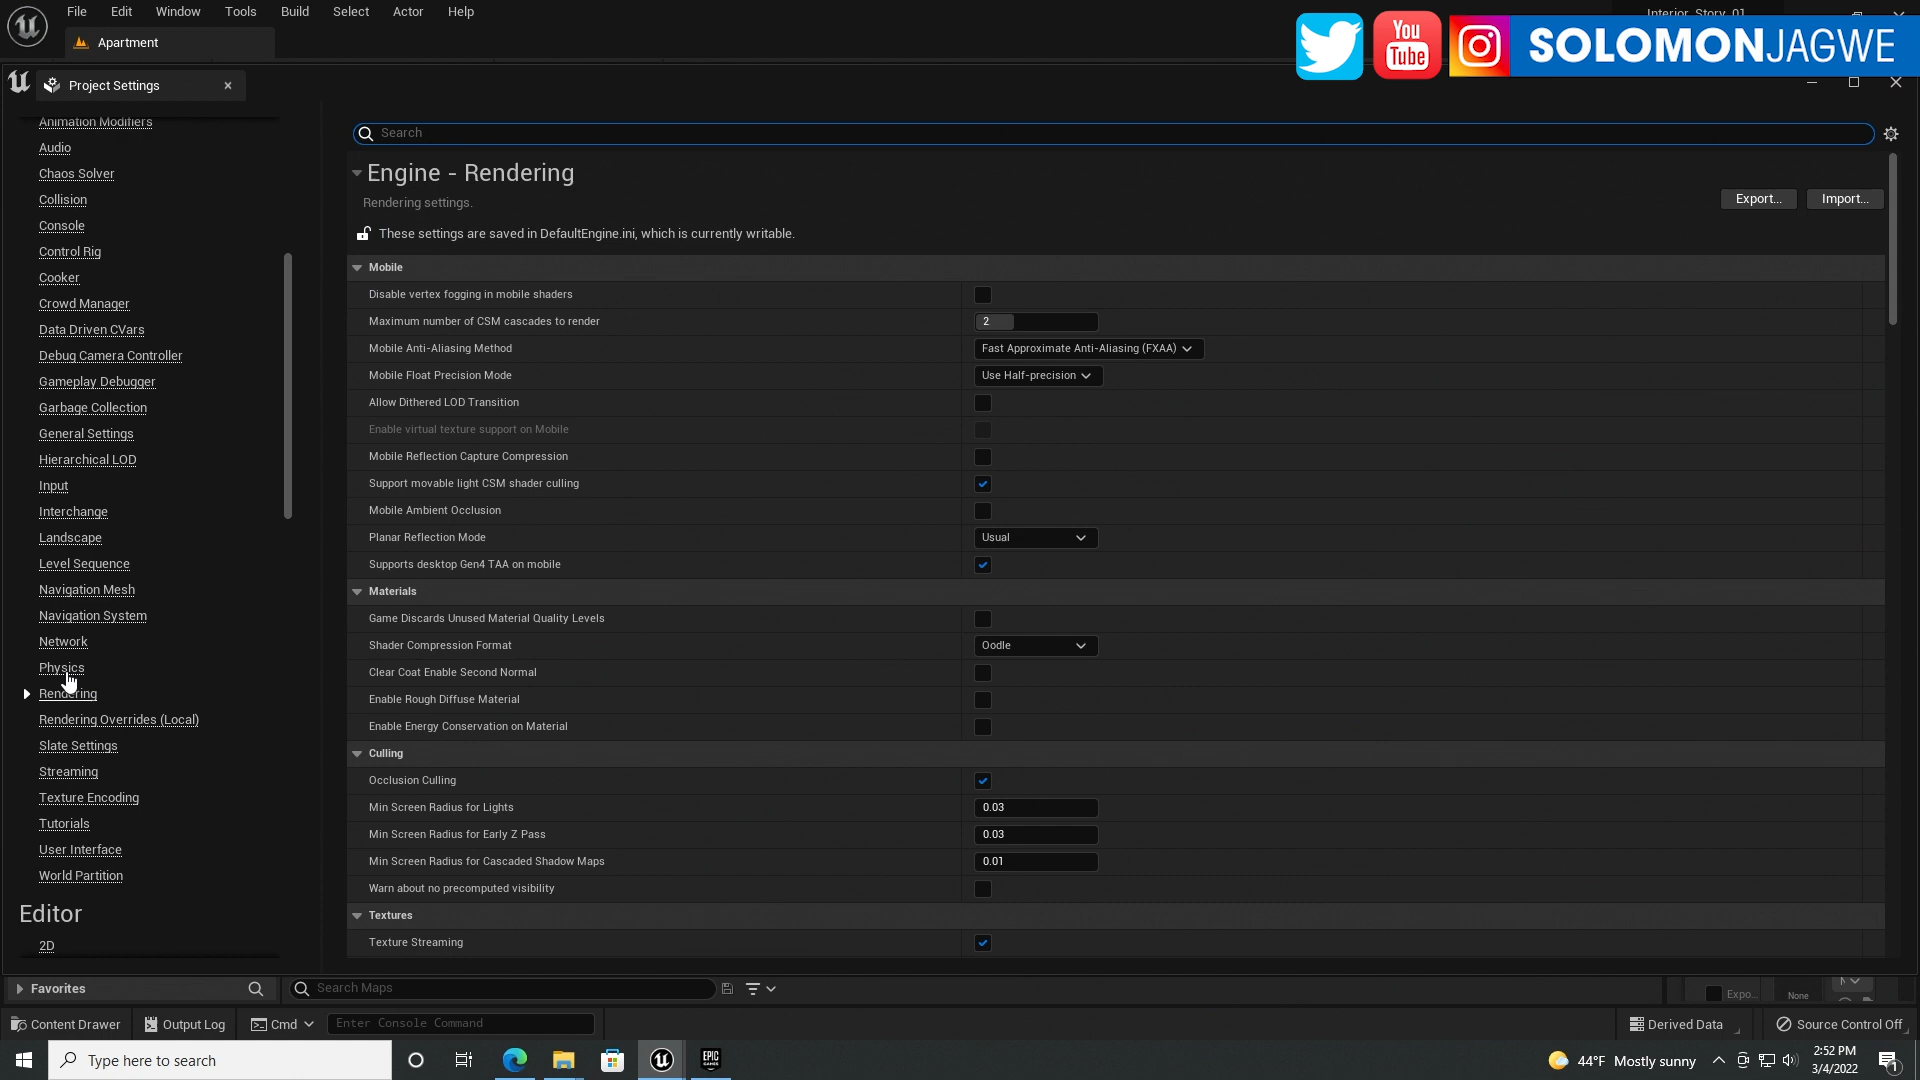 File Edit Window Tools Build Select Actor Help
Interior_Story_01
Apartment
You
Tube
SOLOMONJAGWE
Project Settings
Animation Modifiers
Audio
Chaos Solver
Collision
Console
Control Rig
Cooker
Crowd Manager
Data Driven CVars
Debug Camera Controller
Gameplay Debugger
Garbage Collection
General Settings
Hierarchical LOD
Input
Interchange
Landscape
Level Sequence
Navigation Mesh
Navigation System
Network
Physics
Rendering
Rendering Overrides (Local)
Slate Settings
Streaming
Texture Encoding
Tutorials
User Interface
World Partition
Editor
2D
Search
Engine - Rendering
Rendering settings.
Export... Import...
These settings are saved in DefaultEngine.ini, which is currently writable.
Mobile
Disable vertex fogging in mobile shaders
Maximum number of CSM cascades to render 2
Mobile Anti-Aliasing Method Fast Approximate Anti-Aliasing (FXAA)
Mobile Float Precision Mode Use Half-precision
Allow Dithered LOD Transition
Enable virtual texture support on Mobile
Mobile Reflection Capture Compression
Support movable light CSM shader culling
Mobile Ambient Occlusion
Planar Reflection Mode Usual
Supports desktop Gen4 TAA on mobile
Materials
Game Discards Unused Material Quality Levels
Shader Compression Format Oodle
Clear Coat Enable Second Normal
Enable Rough Diffuse Material
Enable Energy Conservation on Material
Culling
Occlusion Culling
Min Screen Radius for Lights 0.03
Min Screen Radius for Early Z Pass 0.03
Min Screen Radius for Cascaded Shadow Maps 0.01
Warn about no precomputed visibility
Textures
Texture Streaming
Favorites Search Maps Expo... None
Content Drawer Output Log Cmd Enter Console Command Derived Data Source Control Off
Type here to search EPIC GAMES 44°F Mostly sunny 2:52 PM
3/4/2022 1